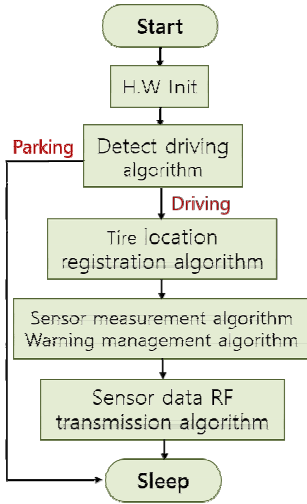 Start
H.W Init
Parking
Detect driving
algorithm
Driving
Tire location
registration algorithm
Sensor measurement algorithm
Warning management algorithm
Sensor data RF
transmission algorithm
Sleep